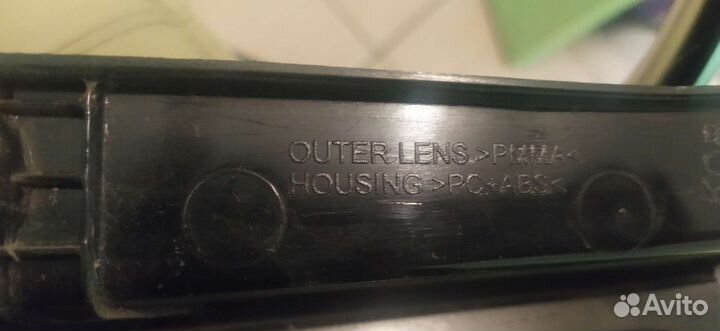 OUTER LENS >PMMA<
HOUSING >PC+ABS<
Avito